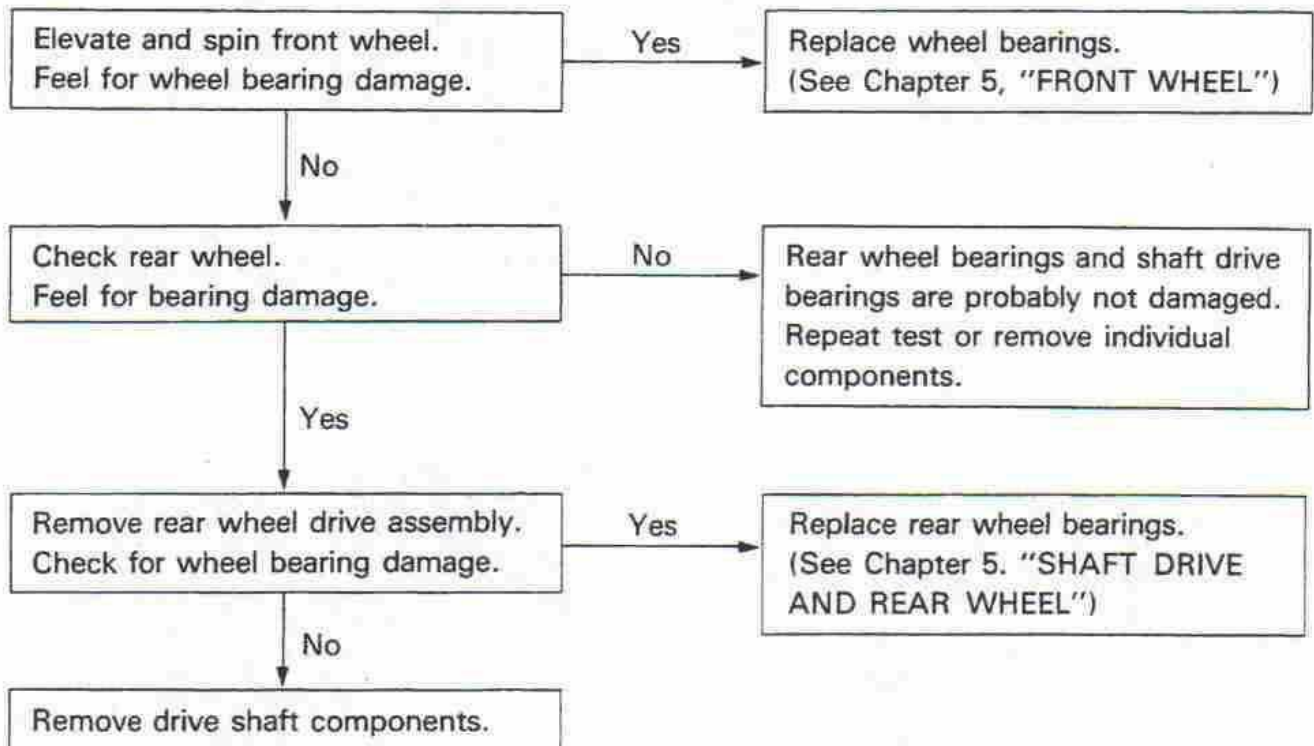 Elevate and spin front wheel.
Feel for wheel bearing damage.
Yes
Replace wheel bearings.
(See Chapter 5, "FRONT WHEEL")
No
Check rear wheel.
Feel for bearing damage.
No
Rear wheel bearings and shaft drive
bearings are probably not damaged.
Repeat test or remove individual
components.
Yes
Remove rear wheel drive assembly.
Check for wheel bearing damage.
Yes
Replace rear wheel bearings.
(See Chapter 5. "SHAFT DRIVE
AND REAR WHEEL")
No
Remove drive shaft components.